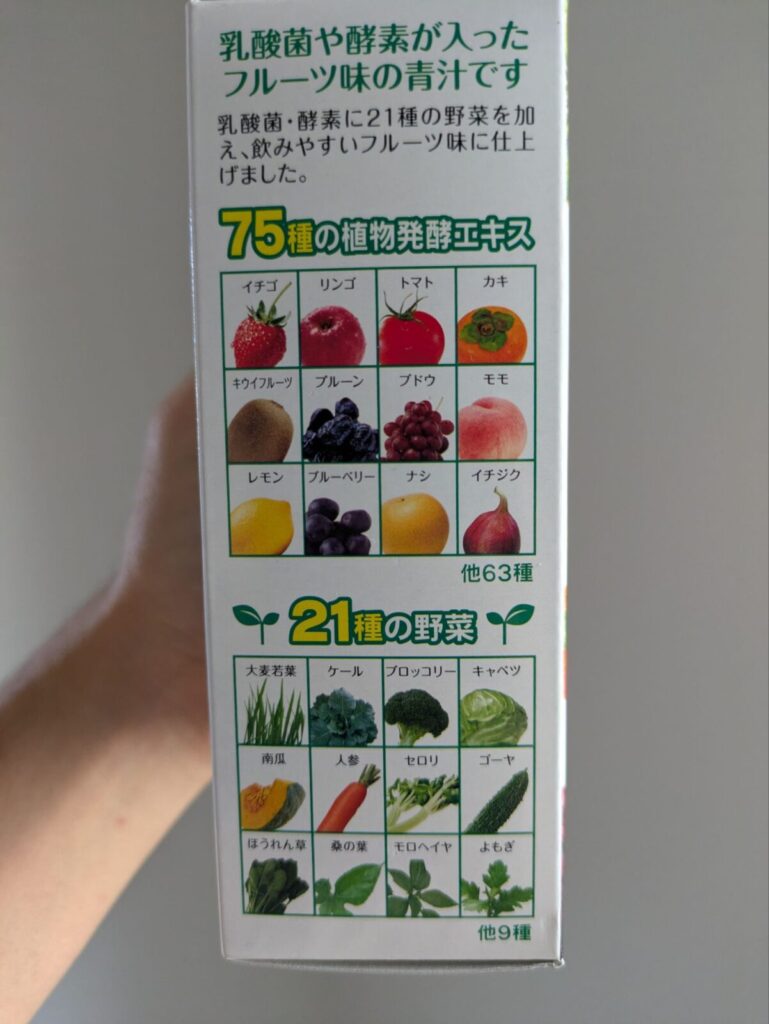 乳酸菌や酵素が入った
フルーツ味の青汁です
乳酸菌・酵素に21種の野菜を加
え、飲みやすいフルーツ味に仕上
げました。
75種の植物発酵エキス
イチゴ リンゴ トマト カキ
キウイフルーツ プルーン ブドウ モモ
レモン ブルーベリー ナシ イチジク
他63種
21種の野菜
大麦若葉 ケール ブロッコリー キャベツ
南瓜 人参 セロリ ゴーヤ
ほうれん草 桑の葉 モロヘイヤ よもぎ
他9種